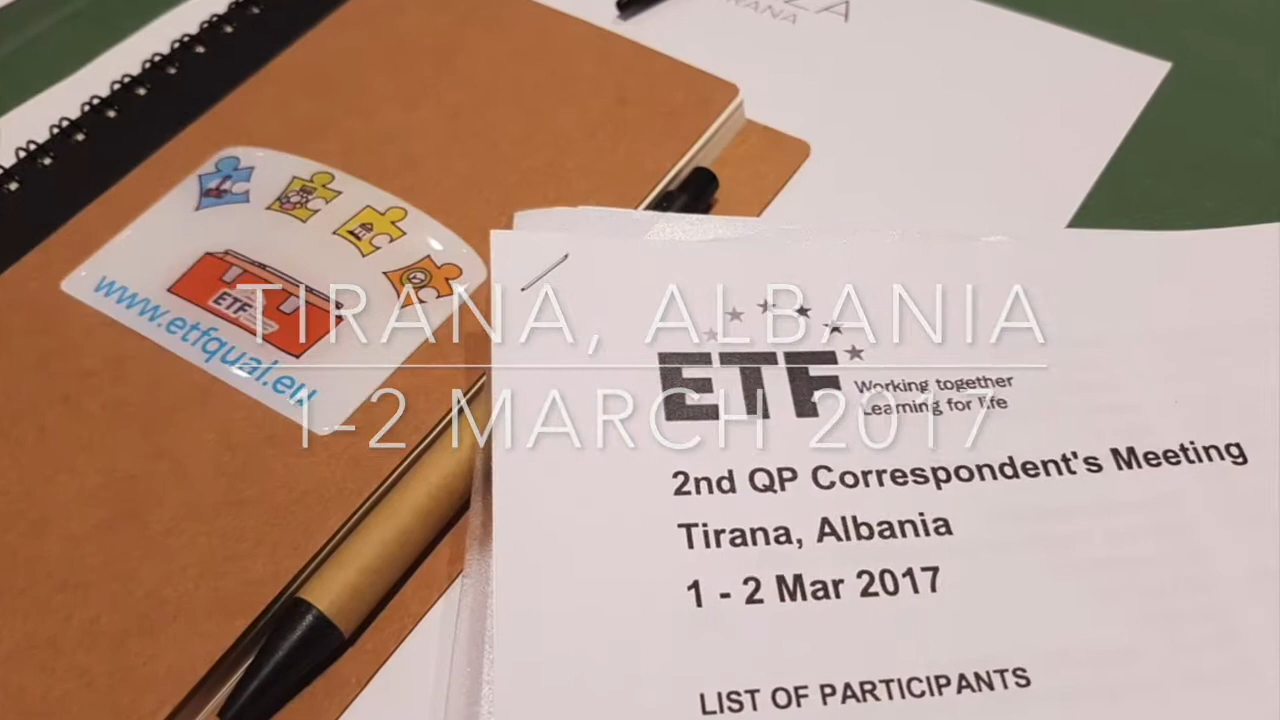 TIRANA
www.etfqual.eu
ETF
TIRANA, ALBANIA
1-2 MARCH 2017
ETF
Working together
Learning for life
2nd QP Correspondent's Meeting
Tirana, Albania
1 - 2 Mar 2017
LIST OF PARTICIPANTS